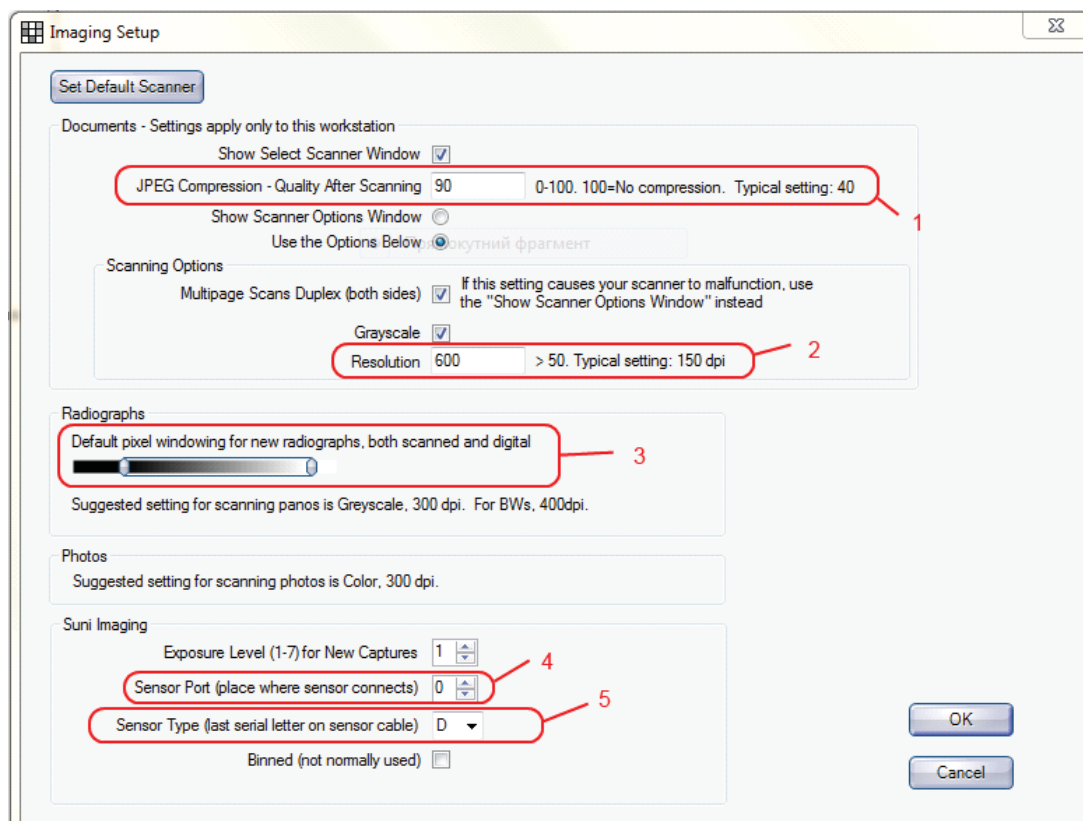 Imaging Setup
Set Default Scanner
Documents - Settings apply only to this workstation
Show Select Scanner Window
JPEG Compression - Quality After Scanning 90 0-100. 100=No compression. Typical setting: 40
1
Show Scanner Options Window
Use the Options Below
Прямокутний фрагмент
Scanning Options
Multipage Scans Duplex (both sides) If this setting causes your scanner to malfunction, use
the "Show Scanner Options Window" instead
Grayscale
Resolution 600 > 50. Typical setting: 150 dpi
2
Radiographs
Default pixel windowing for new radiographs, both scanned and digital
3
Suggested setting for scanning panos is Greyscale, 300 dpi. For BWs, 400dpi.
Photos
Suggested setting for scanning photos is Color, 300 dpi.
Suni Imaging
Exposure Level (1-7) for New Captures 1
Sensor Port (place where sensor connects) 0
4
Sensor Type (last serial letter on sensor cable) D
5
Binned (not normally used)
OK
Cancel